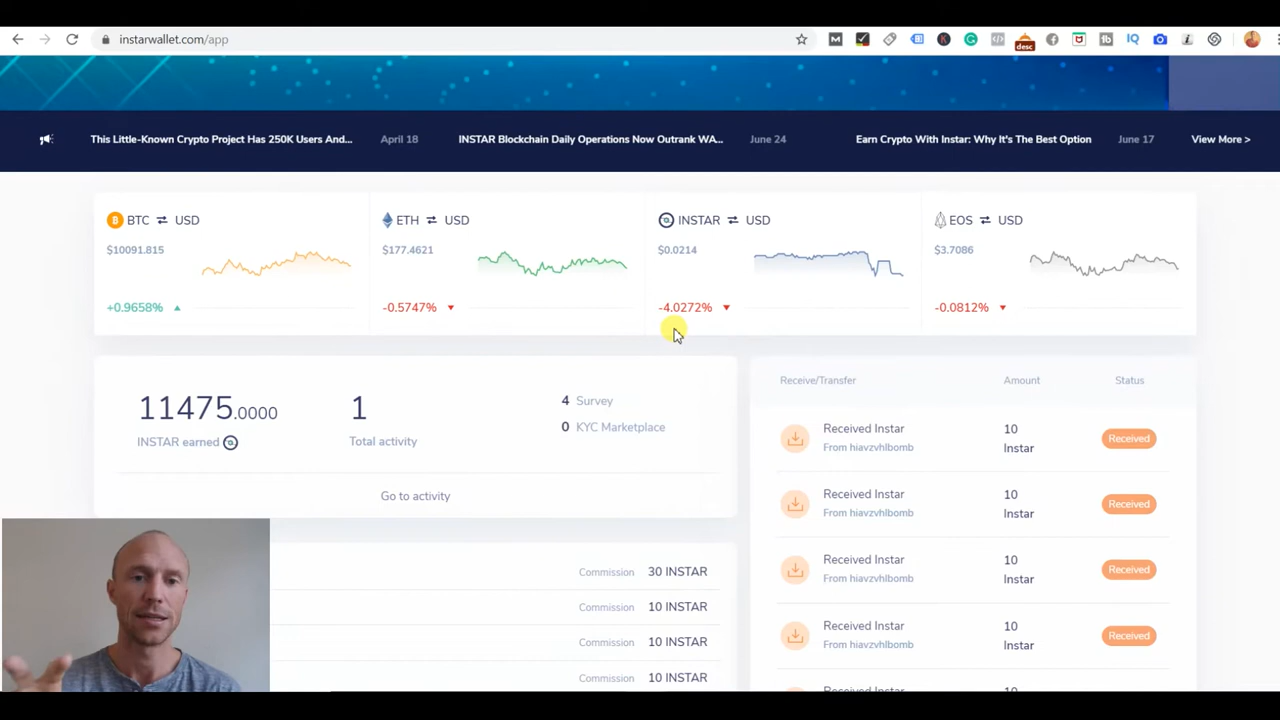 instarwallet.com/app
desc
This Little-Known Crypto Project Has 250K Users And... April 18 INSTAR Blockchain Daily Operations Now Outrank WA... June 24 Earn Crypto With Instar: Why It's The Best Option June 17 View More >
BTC ⇄ USD
$10091.815
+0.9658%
ETH ⇄ USD
$177.4621
-0.5747%
INSTAR ⇄ USD
$0.0214
-4.0272%
EOS ⇄ USD
$3.7086
-0.0812%
11475.0000
INSTAR earned
1
Total activity
4 Survey
0 KYC Marketplace
Go to activity
Commission 30 INSTAR
Commission 10 INSTAR
Commission 10 INSTAR
Commission 10 INSTAR
Receive/Transfer Amount Status
Received Instar
From hiavzvhlbomb
10
Instar
Received
Received Instar
From hiavzvhlbomb
10
Instar
Received
Received Instar
From hiavzvhlbomb
10
Instar
Received
Received Instar
From hiavzvhlbomb
10
Instar
Received